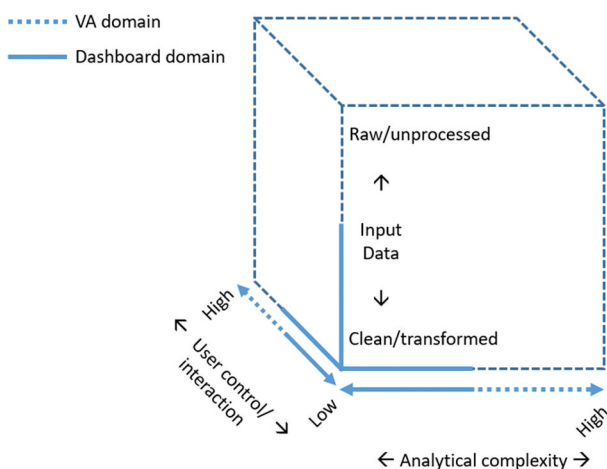 VA domain
Dashboard domain
Raw/unprocessed
↑
Input
Data
↓
Clean/transformed
High
← User control/ →
interaction
Low
High
← Analytical complexity →